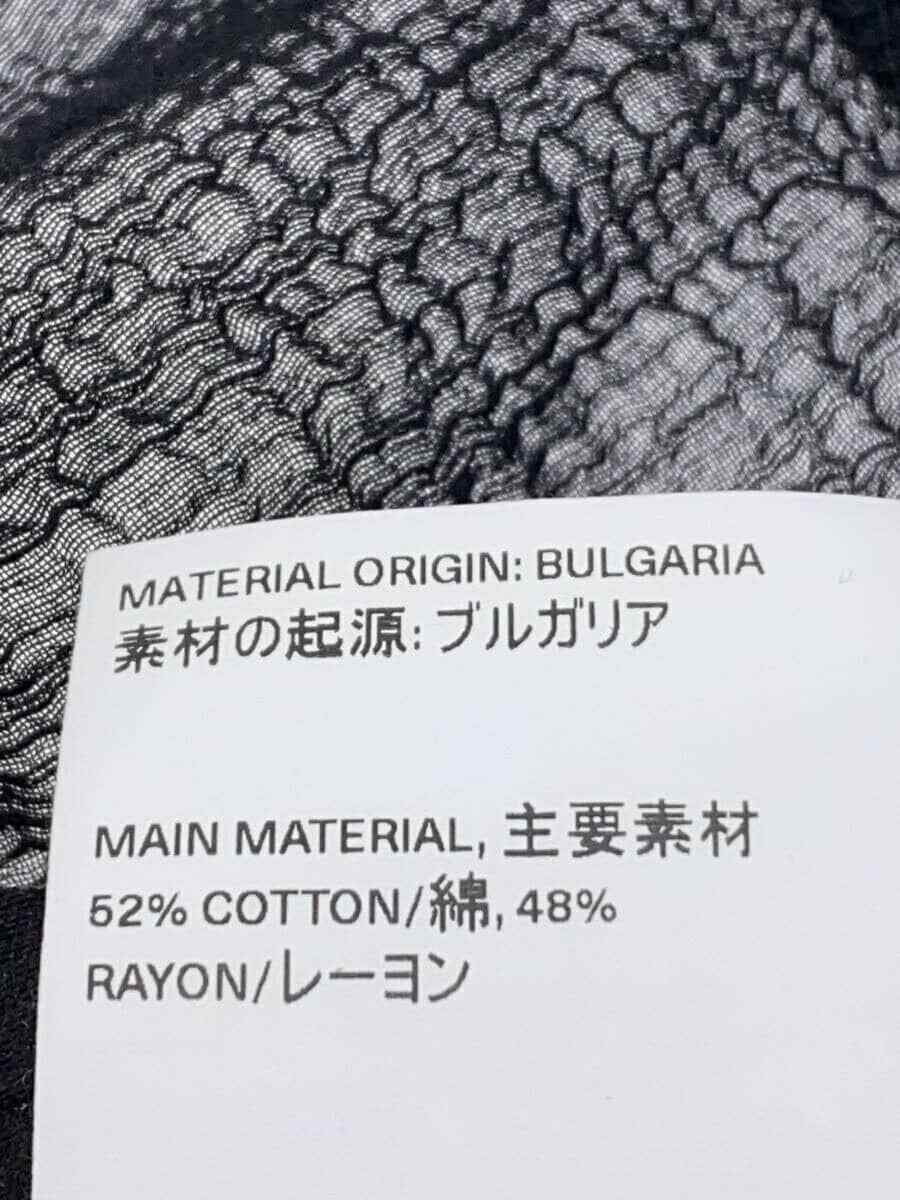 MATERIAL ORIGIN: BULGARIA
素材の起源: ブルガリア
MAIN MATERIAL, 主要素材
52% COTTON/綿, 48%
RAYON/レーヨン